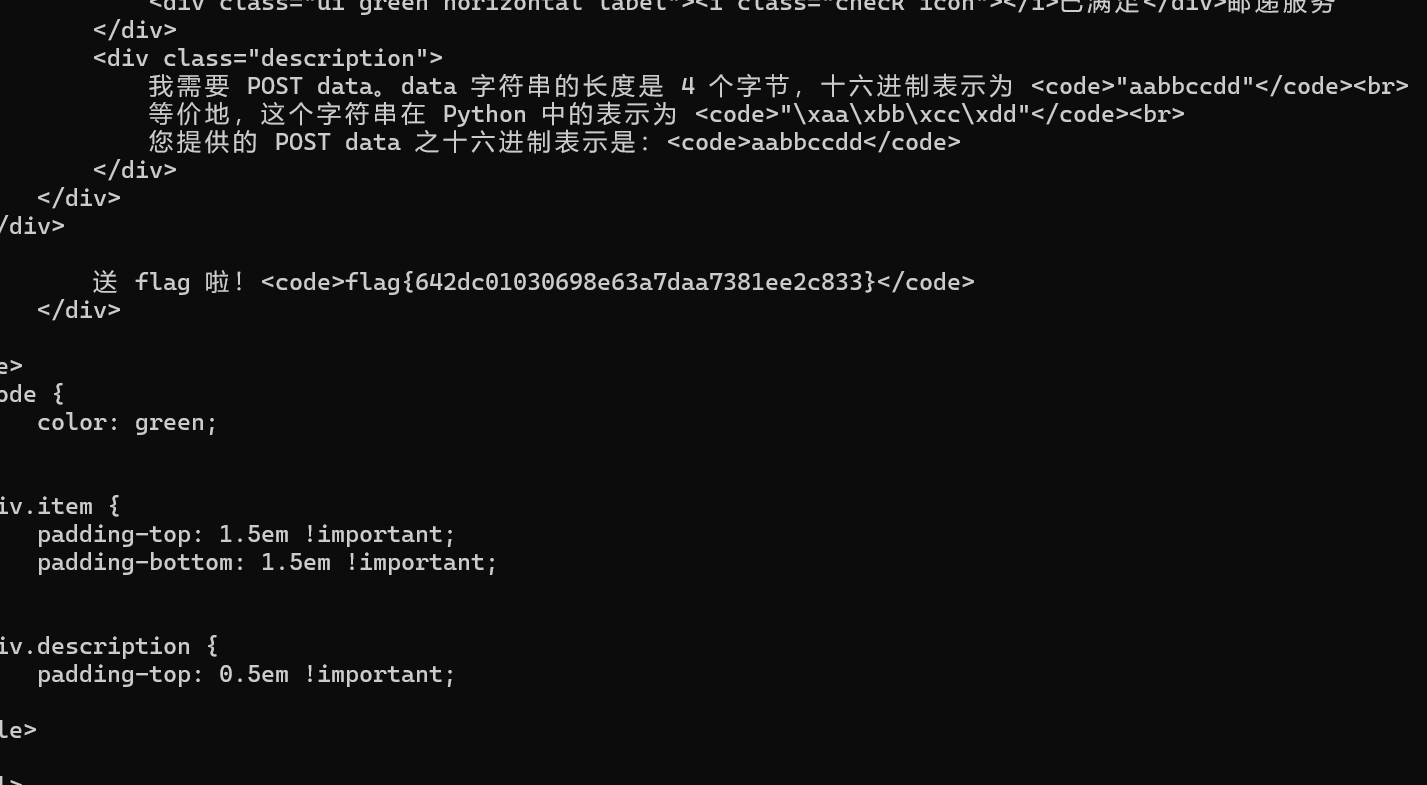 <div class="ui green horizontal label"><i class="check icon"></i>已满足</div>邮递服务
</div>
<div class="description">
我需要 POST data。data 字符串的长度是 4 个字节，十六进制表示为 <code>"aabbccdd"</code><br>
等价地，这个字符串在 Python 中的表示为 <code>"\xaa\xbb\xcc\xdd"</code><br>
您提供的 POST data 之十六进制表示是：<code>aabbccdd</code>
</div>
</div>
/div>
送 flag 啦！<code>flag{642dc01030698e63a7daa7381ee2c833}</code>
</div>
e>
ode {
color: green;
iv.item {
padding-top: 1.5em !important;
padding-bottom: 1.5em !important;
iv.description {
padding-top: 0.5em !important;
le>
l>